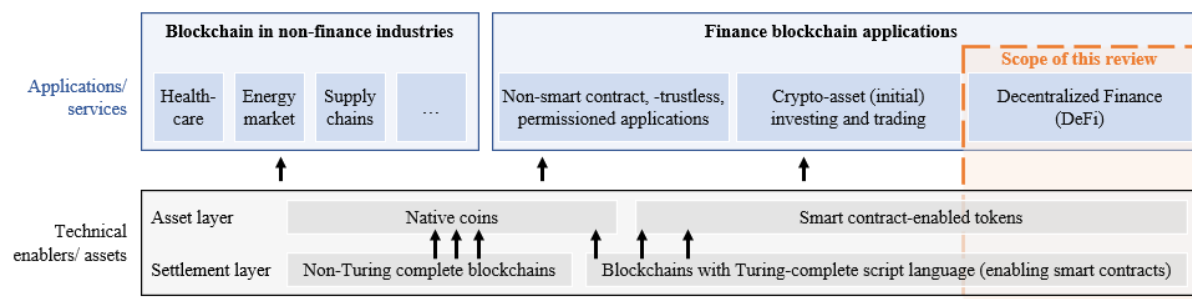 Blockchain in non-finance industries
Finance blockchain applications
Scope of this review
Applications/
services
Health-
care
Energy
market
Supply
chains
…
Non-smart contract, -trustless,
permissioned applications
Crypto-asset (initial)
investing and trading
Decentralized Finance
(DeFi)
Technical
enablers/ assets
Asset layer
Native coins
Smart contract-enabled tokens
Settlement layer
Non-Turing complete blockchains
Blockchains with Turing-complete script language (enabling smart contracts)